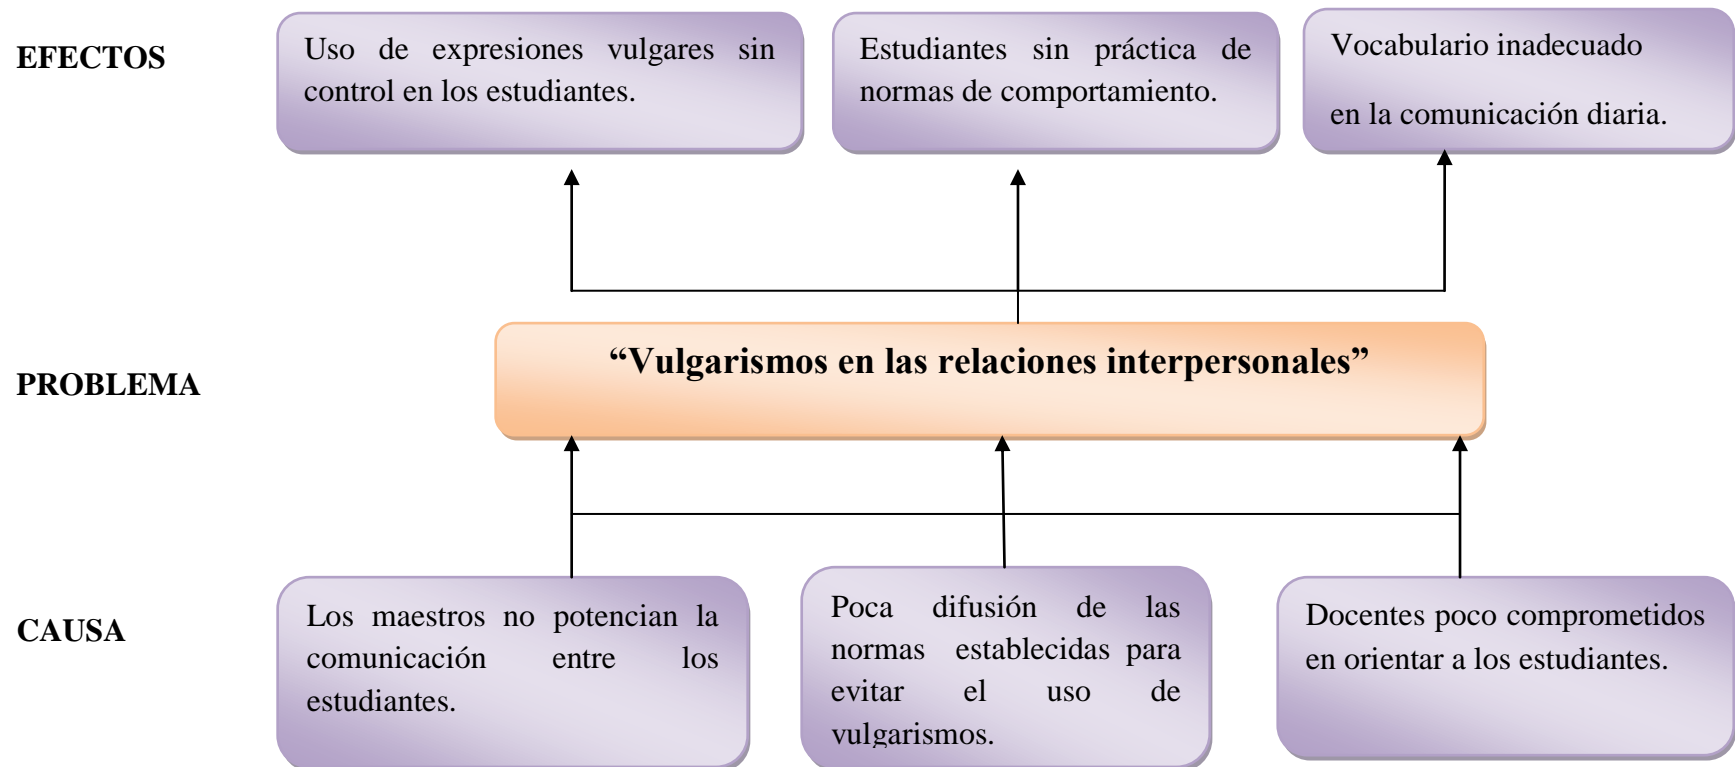 EFECTOS
Uso de expresiones vulgares sin
control en los estudiantes.
Estudiantes sin práctica de
normas de comportamiento.
Vocabulario inadecuado
en la comunicación diaria.
PROBLEMA
“Vulgarismos en las relaciones interpersonales”
CAUSA
Los maestros no potencian la
comunicación entre los
estudiantes.
Poca difusión de las
normas establecidas para
evitar el uso de
vulgarismos.
Docentes poco comprometidos
en orientar a los estudiantes.